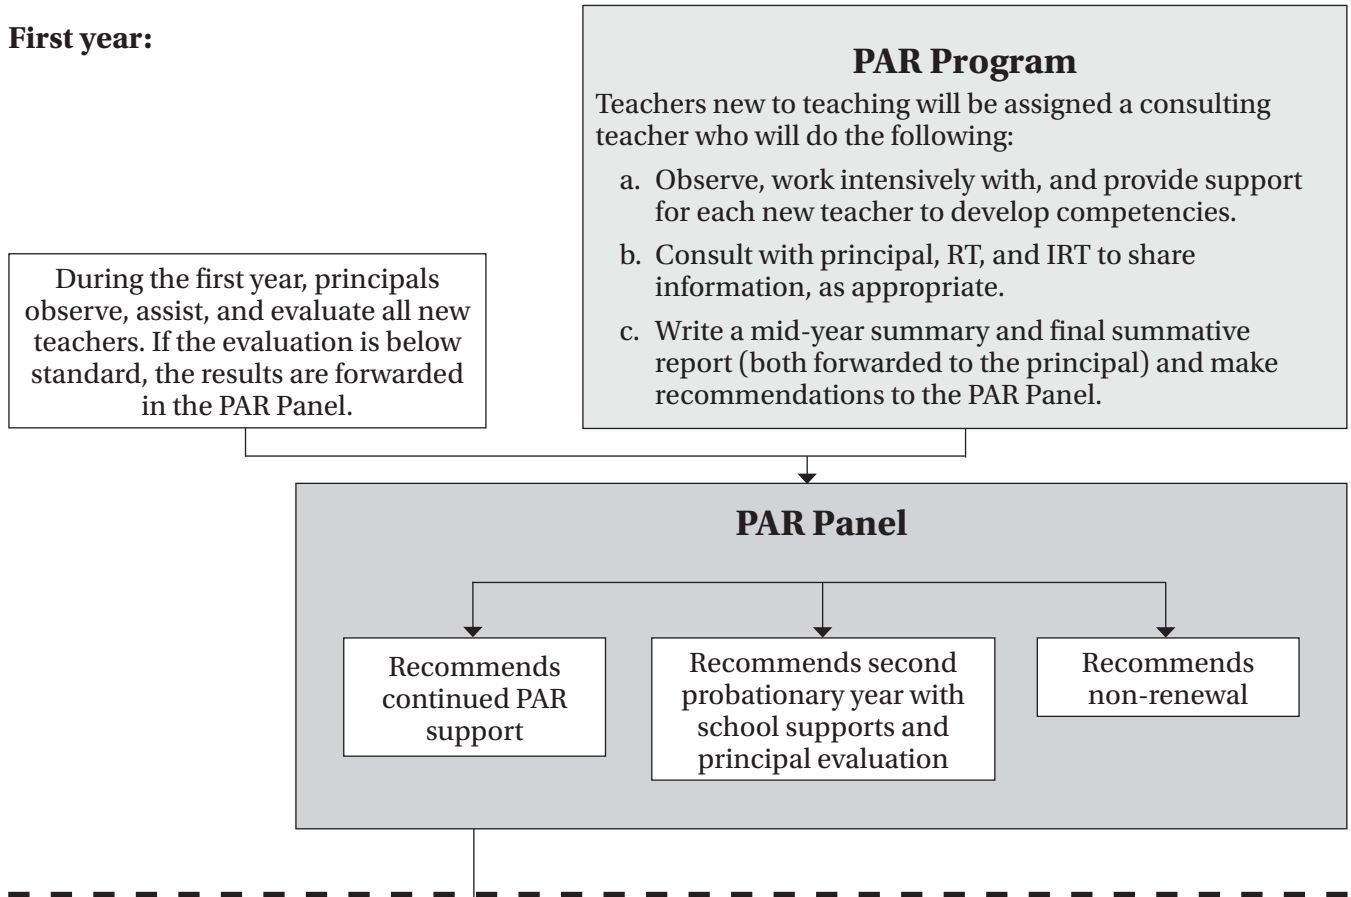 First year:
PAR Program
Teachers new to teaching will be assigned a consulting
teacher who will do the following:
a. Observe, work intensively with, and provide support
for each new teacher to develop competencies.
b. Consult with principal, RT, and IRT to share
information, as appropriate.
c. Write a mid-year summary and final summative
report (both forwarded to the principal) and make
recommendations to the PAR Panel.
During the first year, principals
observe, assist, and evaluate all new
teachers. If the evaluation is below
standard, the results are forwarded
in the PAR Panel.
PAR Panel
Recommends
continued PAR
support
Recommends second
probationary year with
school supports and
principal evaluation
Recommends
non-renewal